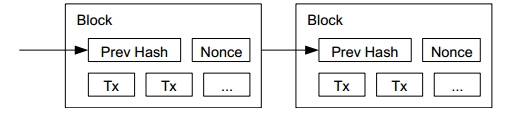 Block Block
Prev Hash Nonce Prev Hash Nonce
Tx Tx ... Tx Tx ...